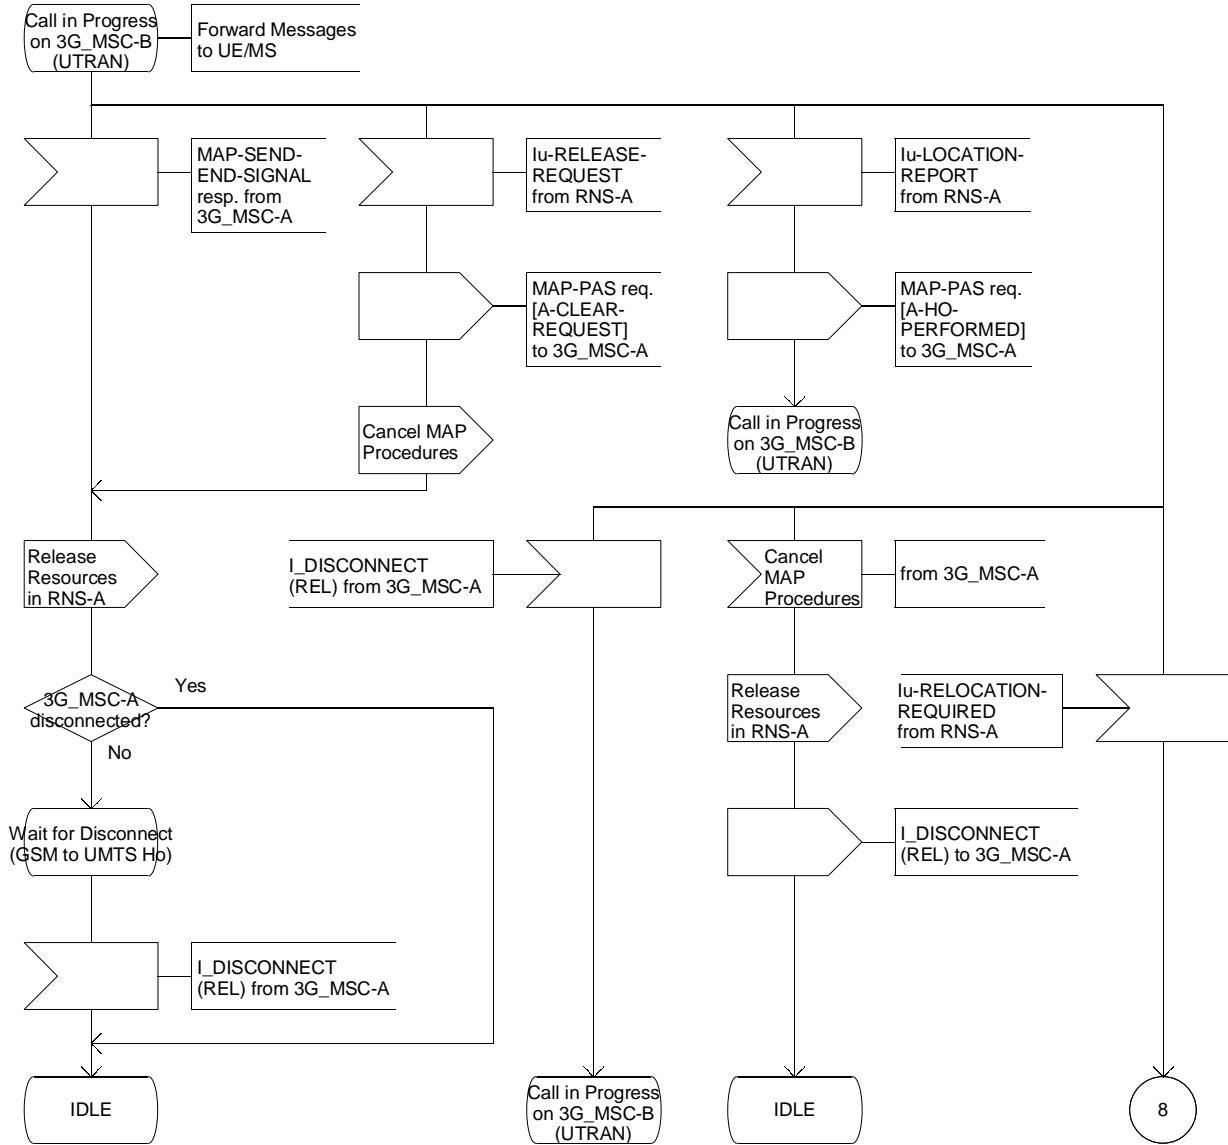 Call in Progress
on 3G_MSC-B
(UTRAN)
Forward Messages
to UE/MS
MAP-SEND-
END-SIGNAL
resp. from
3G_MSC-A
Iu-RELEASE-
REQUEST
from RNS-A
Iu-LOCATION-
REPORT
from RNS-A
MAP-PAS req.
[A-CLEAR-
REQUEST]
to 3G_MSC-A
MAP-PAS req.
[A-HO-
PERFORMED]
to 3G_MSC-A
Cancel MAP
Procedures
Call in Progress
on 3G_MSC-B
(UTRAN)
Release
Resources
in RNS-A
I_DISCONNECT
(REL) from 3G_MSC-A
Cancel
MAP
Procedures
from 3G_MSC-A
3G_MSC-A
disconnected?
Yes
No
Release
Resources
in RNS-A
Iu-RELOCATION-
REQUIRED
from RNS-A
Wait for Disconnect
(GSM to UMTS Ho)
I_DISCONNECT
(REL) to 3G_MSC-A
I_DISCONNECT
(REL) from 3G_MSC-A
IDLE
Call in Progress
on 3G_MSC-B
(UTRAN)
IDLE
8